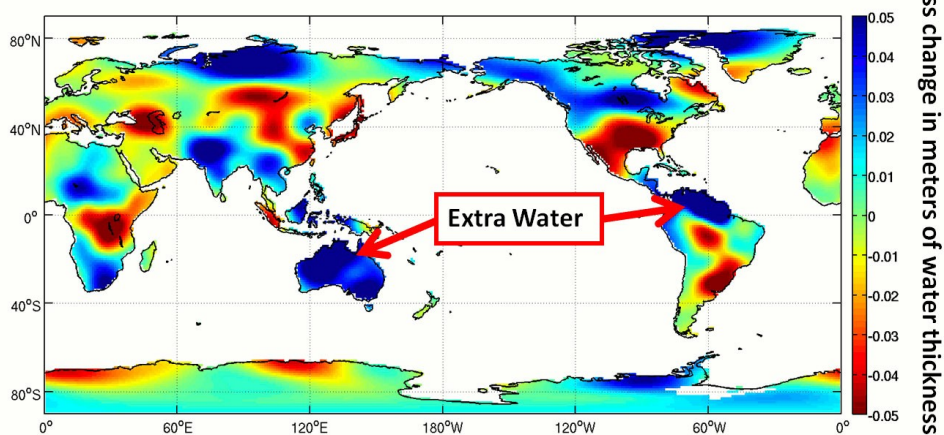 80°N
40°N
0°
40°S
80°S
0°
60°E
120°E
180°W
120°W
60°W
0°
Extra Water
0.05
0.04
0.03
0.02
0.01
0
-0.01
-0.02
-0.03
-0.04
-0.05
ss change in meters of water thickness